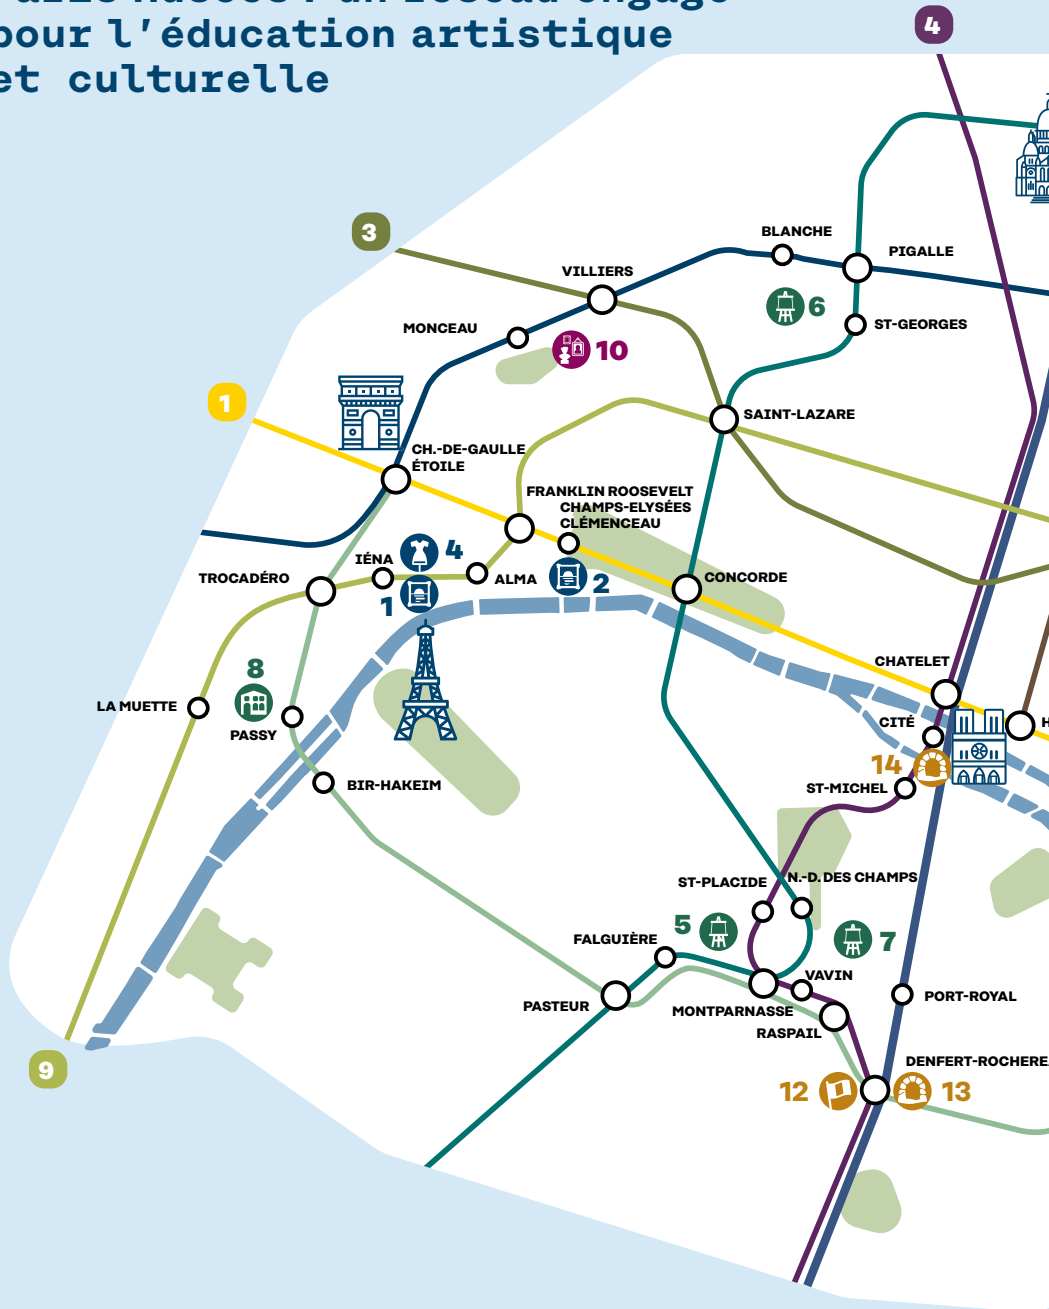 pour l'éducation artistique
et culturelle
4
BLANCHE
PIGALLE
3
VILLIERS
6
ST-GEORGES
MONCEAU
10
1
SAINT-LAZARE
CH.-DE-GAULLE
ÉTOILE
FRANKLIN ROOSEVELT
CHAMPS-ELYSÉES
CLÉMENCEAU
IÉNA
4
TROCADÉRO
ALMA
2
CONCORDE
1
CHATELET
8
LA MUETTE
PASSY
CITÉ
H
14
BIR-HAKEIM
ST-MICHEL
ST-PLACIDE
N.-D. DES CHAMPS
5
FALGUIÈRE
7
VAVIN
PASTEUR
MONTPARNASSE
PORT-ROYAL
RASPAIL
DENFERT-ROCHERE
9
12
13